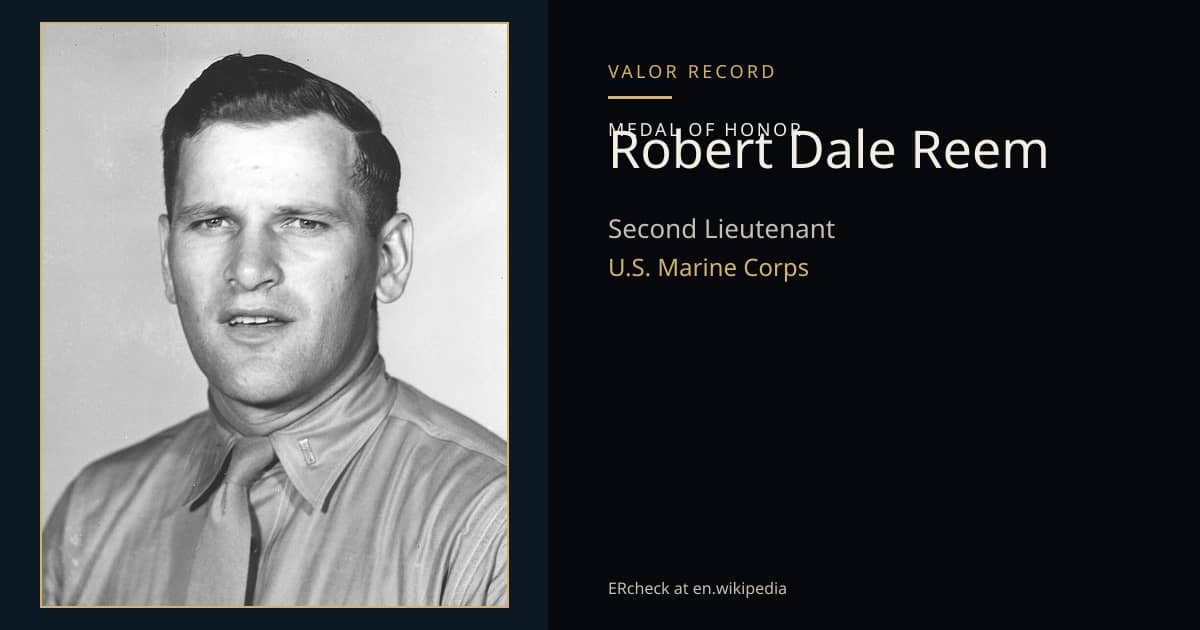 VALOR RECORD
MEDAL OF HONOR
Robert Dale Reem
Second Lieutenant
U.S. Marine Corps
ERcheck at en.wikipedia